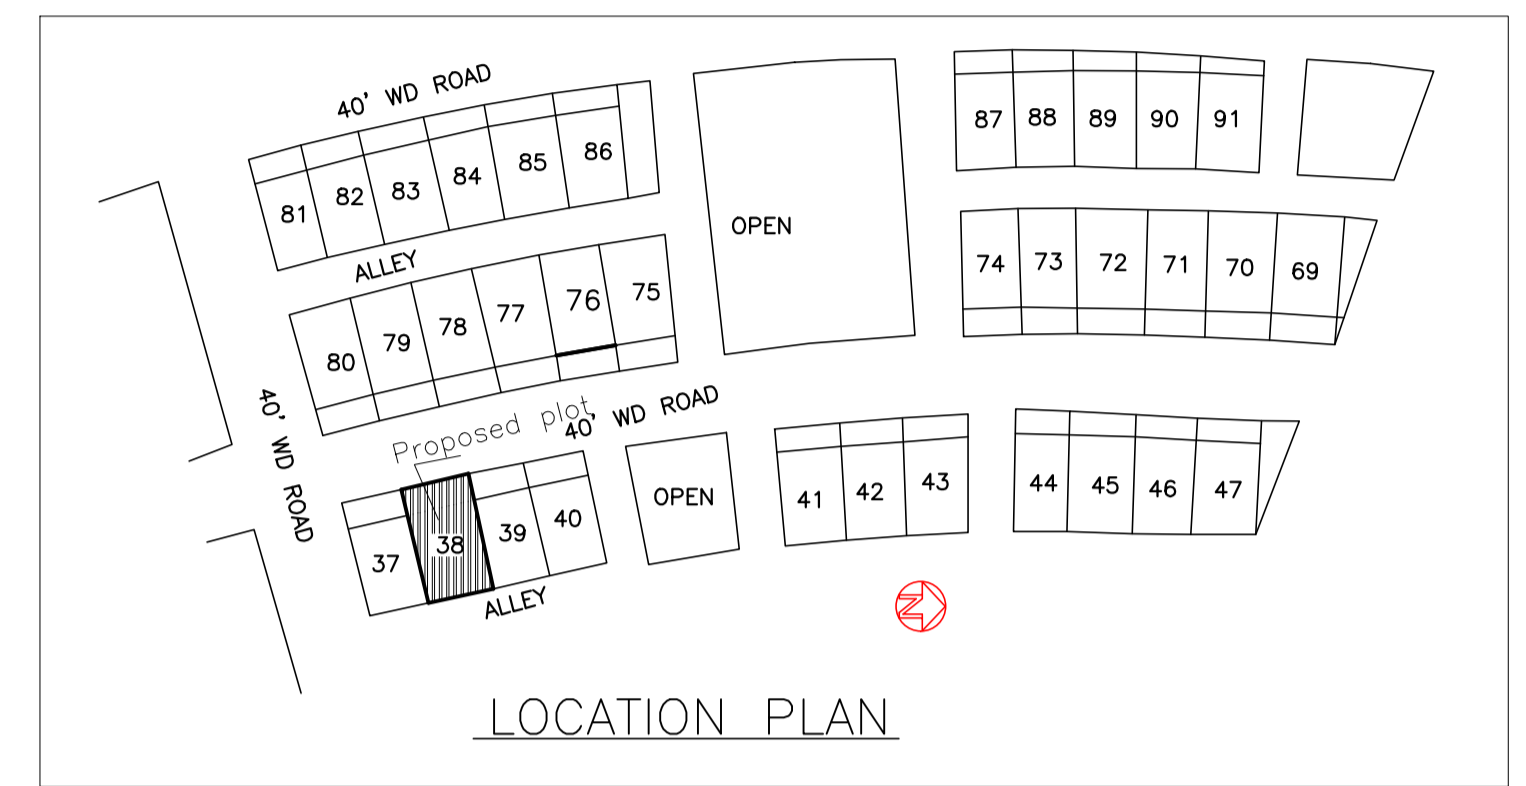 40' WD ROAD
81 82 83 84 85 86
ALLEY
OPEN
87 88 89 90 91
80 79 78 77 76 75
74 73 72 71 70 69
40' WD ROAD
Proposed plot
40' WD ROAD
37 38 39 40
ALLEY
OPEN
41 42 43
44 45 46 47
N
LOCATION PLAN